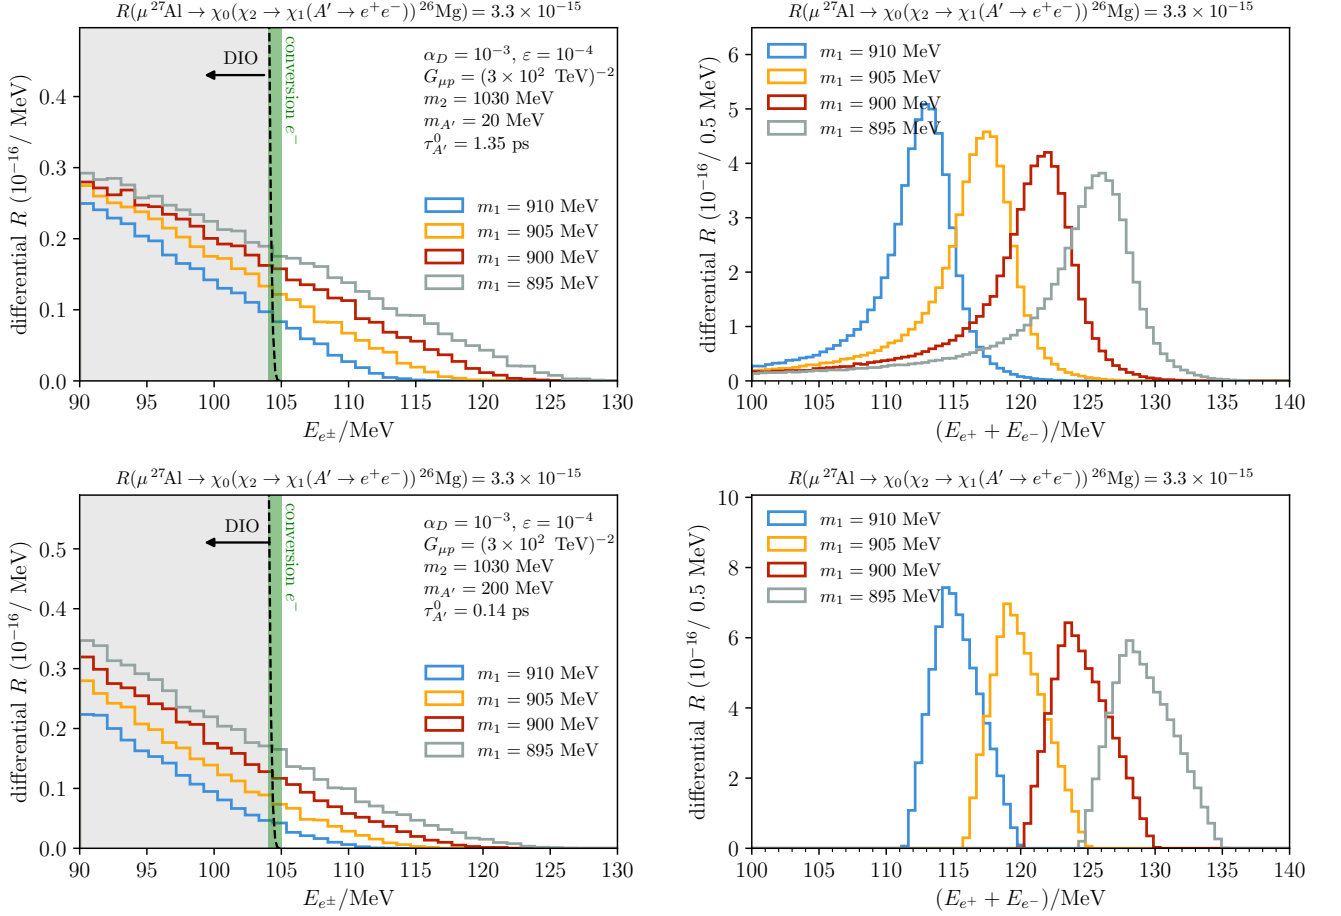 R(μ ²⁷Al → χ₀(χ₂ → χ₁(A′ → e⁺e⁻)) ²⁶Mg) = 3.3 × 10⁻¹⁵
differential R (10⁻¹⁶/ MeV)
0.4
0.3
0.2
0.1
0.0
DIO
conversion e⁻
α_D = 10⁻³, ε = 10⁻⁴
G_μp = (3 × 10² TeV)⁻²
m₂ = 1030 MeV
m_A′ = 20 MeV
τ⁰_A′ = 1.35 ps
m₁ = 910 MeV
m₁ = 905 MeV
m₁ = 900 MeV
m₁ = 895 MeV
90 95 100 105 110 115 120 125 130
E_e±/MeV
R(μ ²⁷Al → χ₀(χ₂ → χ₁(A′ → e⁺e⁻)) ²⁶Mg) = 3.3 × 10⁻¹⁵
differential R (10⁻¹⁶/ 0.5 MeV)
6
5
4
3
2
1
0
m₁ = 910 MeV
m₁ = 905 MeV
m₁ = 900 MeV
m₁ = 895 MeV
100 105 110 115 120 125 130 135 140
(E_e⁺ + E_e⁻)/MeV
R(μ ²⁷Al → χ₀(χ₂ → χ₁(A′ → e⁺e⁻)) ²⁶Mg) = 3.3 × 10⁻¹⁵
differential R (10⁻¹⁶/ MeV)
0.5
0.4
0.3
0.2
0.1
0.0
DIO
conversion e⁻
α_D = 10⁻³, ε = 10⁻⁴
G_μp = (3 × 10² TeV)⁻²
m₂ = 1030 MeV
m_A′ = 200 MeV
τ⁰_A′ = 0.14 ps
m₁ = 910 MeV
m₁ = 905 MeV
m₁ = 900 MeV
m₁ = 895 MeV
90 95 100 105 110 115 120 125 130
E_e±/MeV
R(μ ²⁷Al → χ₀(χ₂ → χ₁(A′ → e⁺e⁻)) ²⁶Mg) = 3.3 × 10⁻¹⁵
differential R (10⁻¹⁶/ 0.5 MeV)
10
8
6
4
2
0
m₁ = 910 MeV
m₁ = 905 MeV
m₁ = 900 MeV
m₁ = 895 MeV
100 105 110 115 120 125 130 135 140
(E_e⁺ + E_e⁻)/MeV